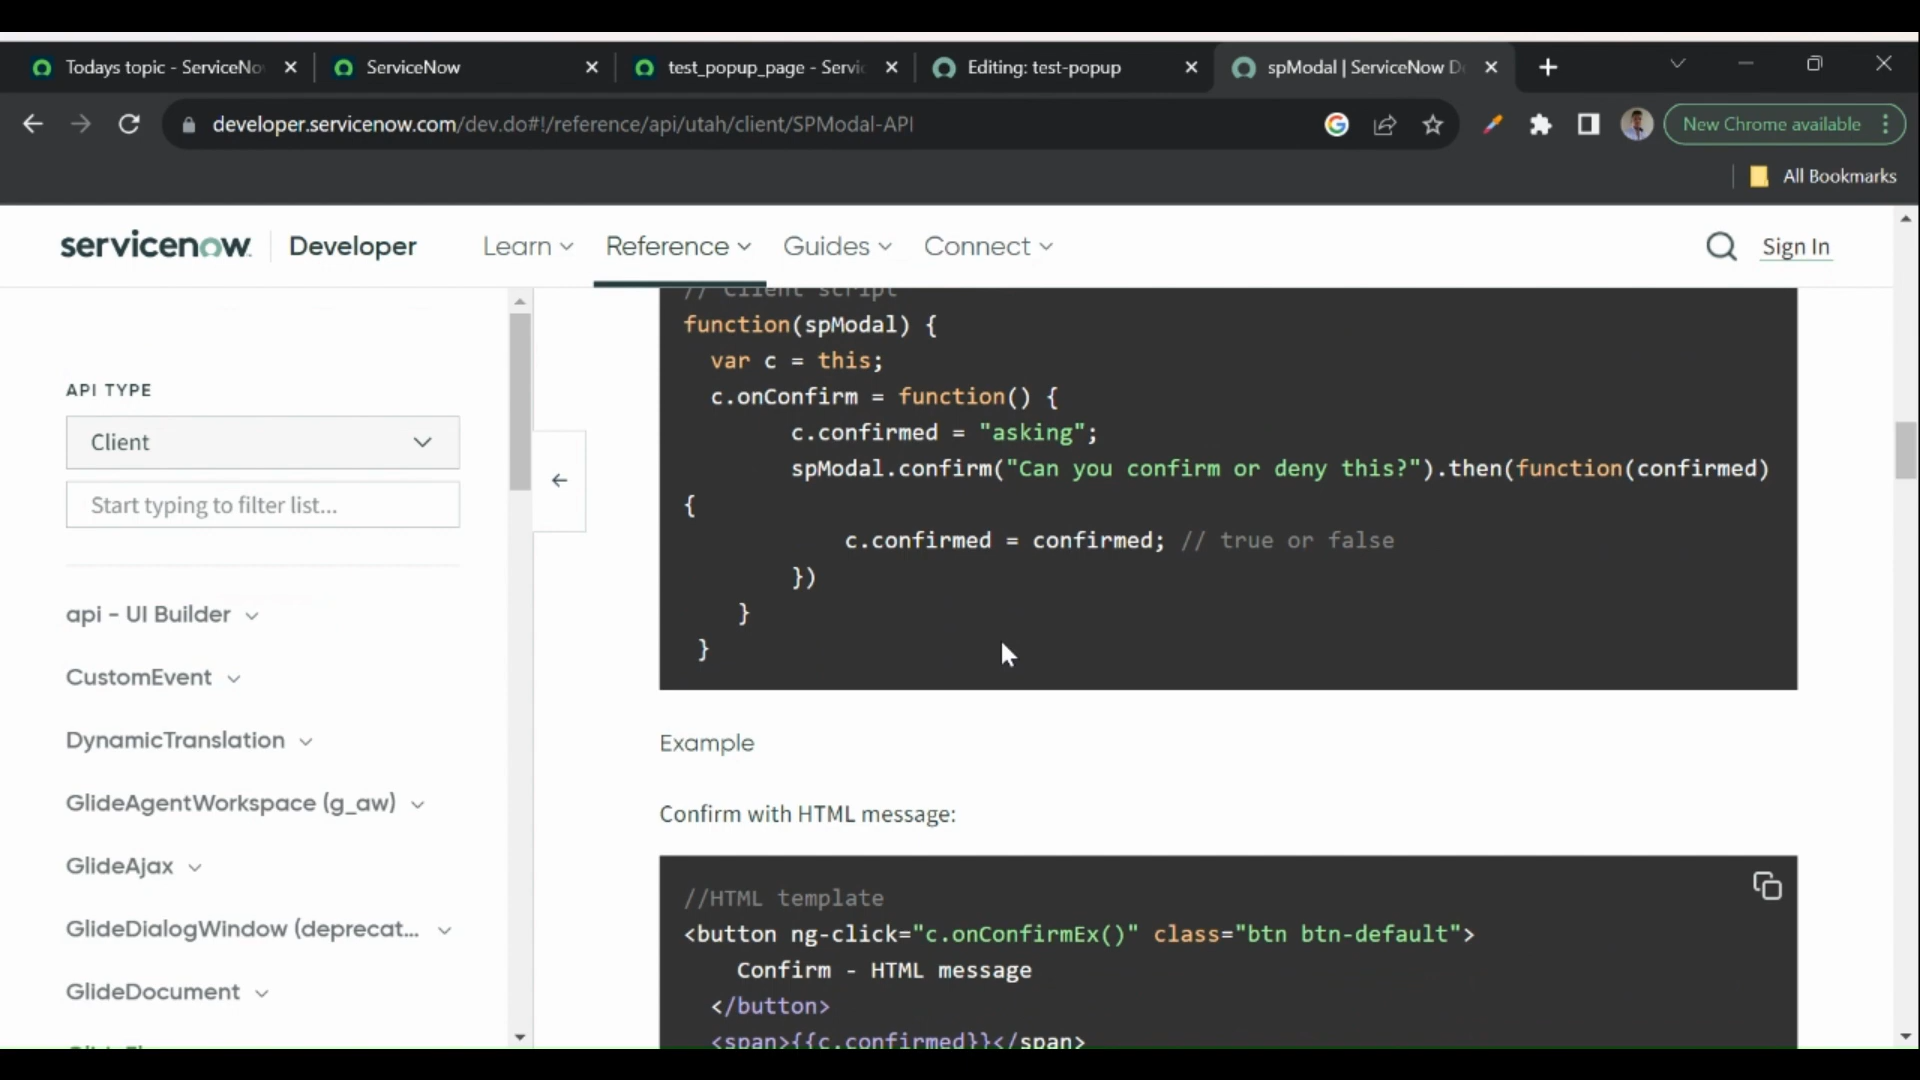 Todays topic - ServiceNo
ServiceNow
test_popup_page - Servic
Editing: test-popup
spModal | ServiceNow D
developer.servicenow.com/dev.do#!/reference/api/utah/client/SPModal-API
New Chrome available
All Bookmarks
servicenow
Developer
Learn
Reference
Guides
Connect
Sign In
API TYPE
Client
Start typing to filter list...
api - UI Builder
CustomEvent
DynamicTranslation
GlideAgentWorkspace (g_aw)
GlideAjax
GlideDialogWindow (deprecat...
GlideDocument
// Client script
function(spModal) {
var c = this;
c.onConfirm = function() {
c.confirmed = "asking";
spModal.confirm("Can you confirm or deny this?").then(function(confirmed)
{
c.confirmed = confirmed; // true or false
})
}
}
Example
Confirm with HTML message:
//HTML template
<button ng-click="c.onConfirmEx()" class="btn btn-default">
Confirm - HTML message
</button>
<span>{{c.confirmed}}</span>